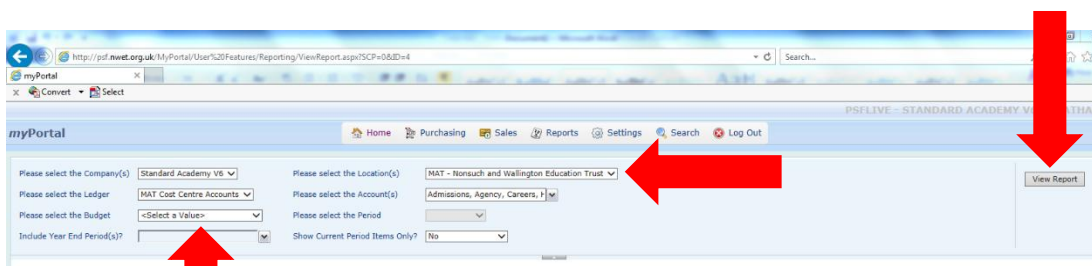 http://psf.nwet.org.uk/MyPortal/User%20Features/Reporting/ViewReport.aspx?SCP=0&ID=4
Search...
myPortal
x Convert Select
PSFLIVE - STANDARD ACADEMY
myPortal Home Purchasing Sales Reports Settings Search Log Out
Please select the Company(s) Standard Academy V6 Please select the Location(s) MAT - Nonsuch and Wallington Education Trust View Report
Please select the Ledger MAT Cost Centre Accounts Please select the Account(s) Admissions, Agency, Careers,
Please select the Budget <Select a Value> Please select the Period
Include Year End Period(s)? Show Current Period Items Only? No